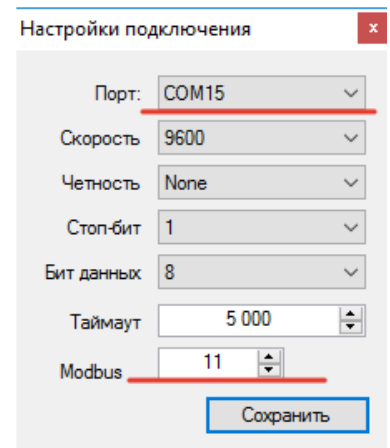 Настройки подключения x
Порт: COM15
Скорость 9600
Четность None
Стоп-бит 1
Бит данных 8
Таймаут 5 000
Modbus 11
Сохранить